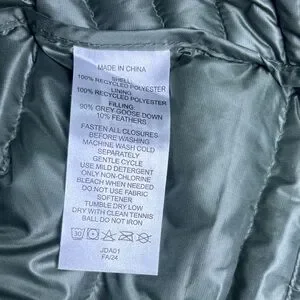 MADE IN CHINA
SHELL:
100% RECYCLED POLYESTER
LINING:
100% RECYCLED POLYESTER
FILLING:
90% GREY GOOSE DOWN
10% FEATHERS
FASTEN ALL CLOSURES
BEFORE WASHING
MACHINE WASH COLD
SEPARATELY
GENTLE CYCLE
USE MILD DETERGENT
ONLY NON-CHLORINE
BLEACH WHEN NEEDED
DO NOT USE FABRIC
SOFTENER
TUMBLE DRY LOW
DRY WITH CLEAN TENNIS
BALL DO NOT IRON
30
JDA01
FA/24